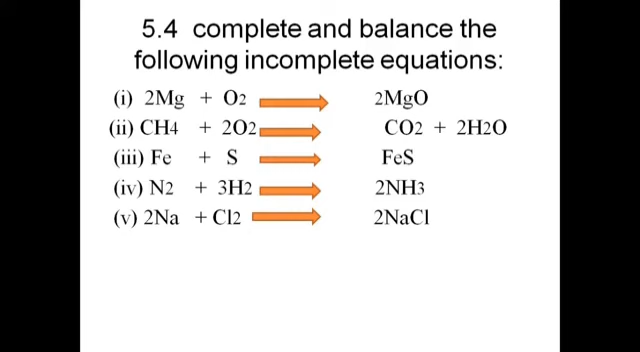 5.4 complete and balance the
following incomplete equations:
(i) 2Mg + O2 2MgO
(ii) CH4 + 2O2 CO2 + 2H2O
(iii) Fe + S FeS
(iv) N2 + 3H2 2NH3
(v) 2Na + Cl2 2NaCl